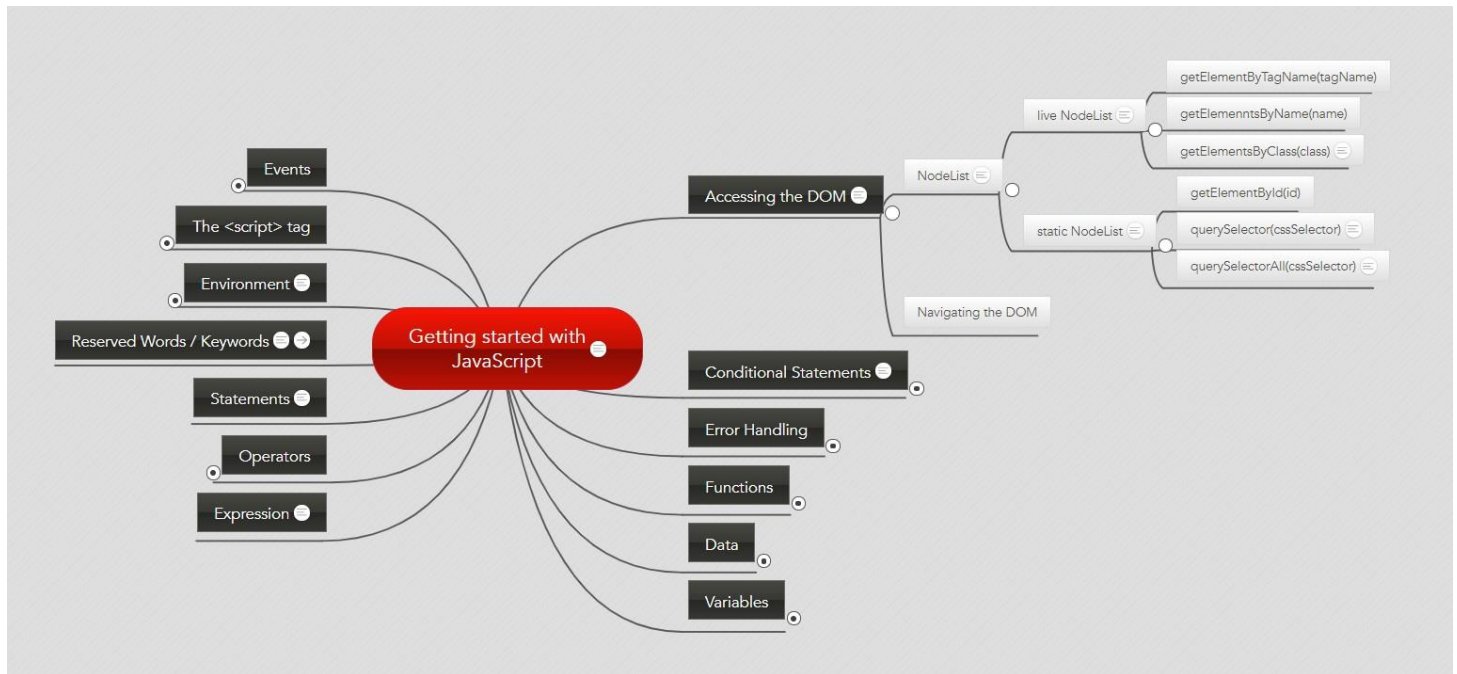 Getting started with
JavaScript
Events
The <script> tag
Environment
Reserved Words / Keywords
Statements
Operators
Expression
Accessing the DOM
NodeList
live NodeList
getElementByTagName(tagName)
getElemenntsByName(name)
getElementsByClass(class)
static NodeList
getElementById(id)
querySelector(cssSelector)
querySelectorAll(cssSelector)
Navigating the DOM
Conditional Statements
Error Handling
Functions
Data
Variables